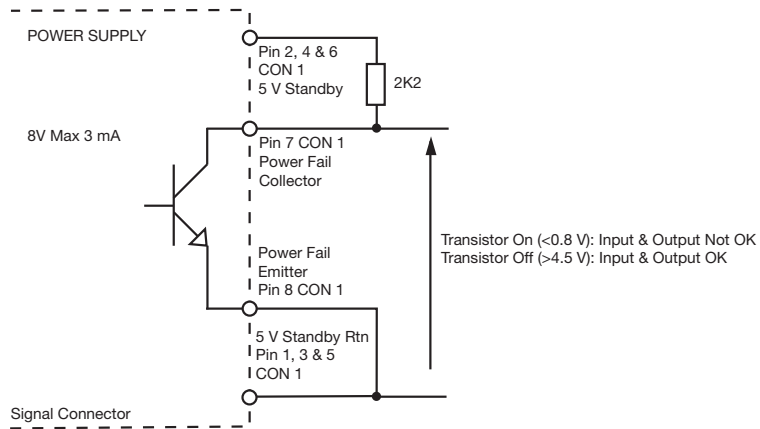 POWER SUPPLY
Pin 2, 4 & 6
CON 1
5 V Standby
2K2
8V Max 3 mA
Pin 7 CON 1
Power Fail
Collector
Transistor On (<0.8 V): Input & Output Not OK
Transistor Off (>4.5 V): Input & Output OK
Power Fail
Emitter
Pin 8 CON 1
5 V Standby Rtn
Pin 1, 3 & 5
CON 1
Signal Connector